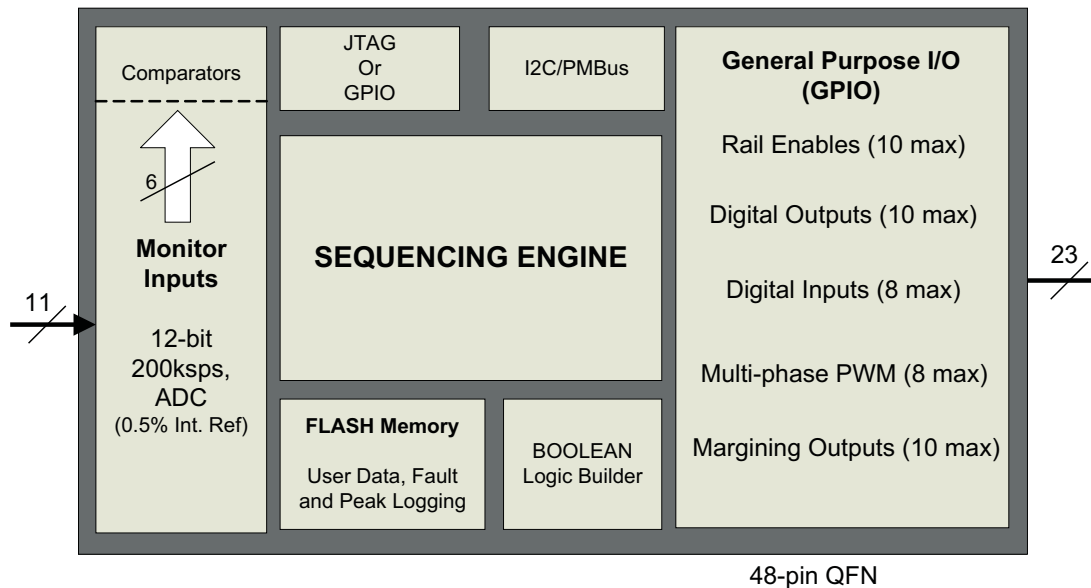 Comparators
6
Monitor
Inputs
12-bit
200ksps,
ADC
(0.5% Int. Ref)
11
JTAG
Or
GPIO
I2C/PMBus
SEQUENCING ENGINE
FLASH Memory
User Data, Fault
and Peak Logging
BOOLEAN
Logic Builder
General Purpose I/O
(GPIO)
Rail Enables (10 max)
Digital Outputs (10 max)
Digital Inputs (8 max)
Multi-phase PWM (8 max)
Margining Outputs (10 max)
23
48-pin QFN